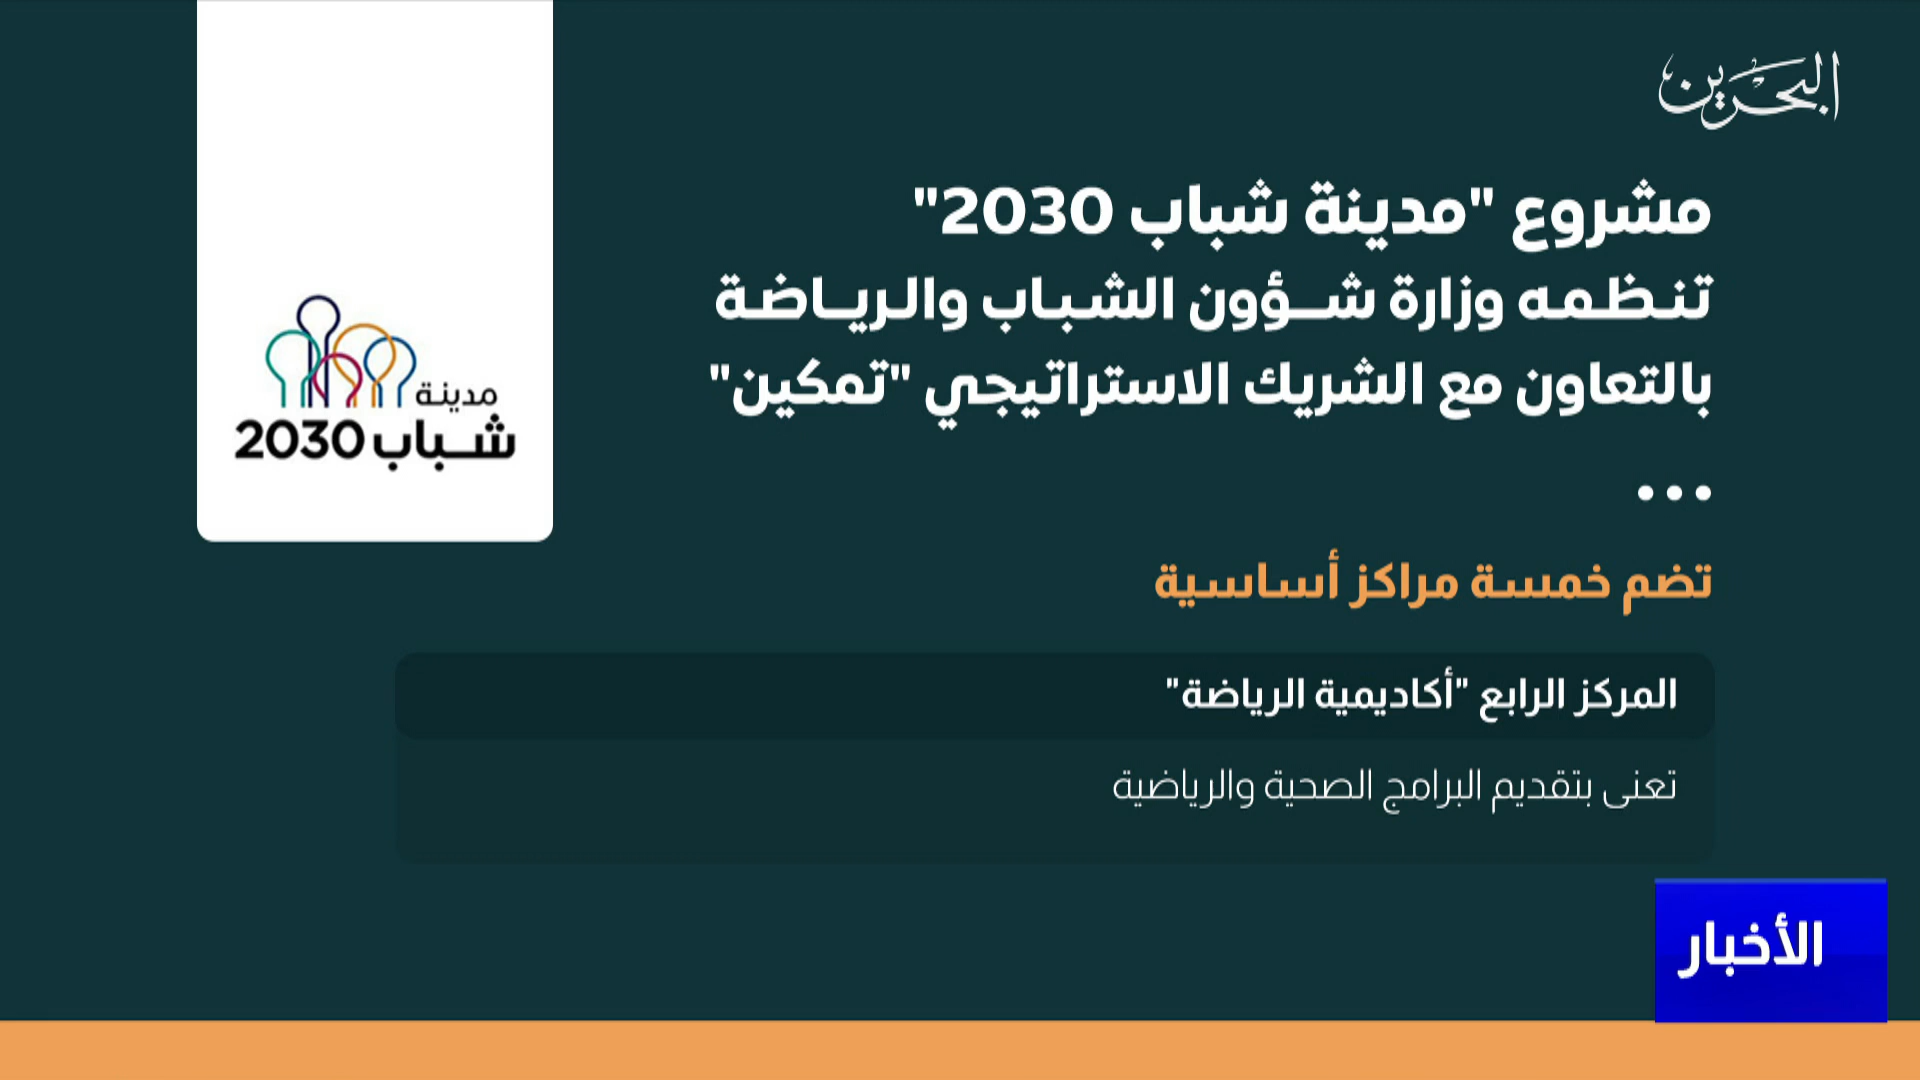 البحرين
مشروع "مدينة شباب 2030"
تنظمه وزارة شـؤون الشباب والرياضة
بالتعاون مع الشريك الاستراتيجي "تمكين"
...
مدينة
شباب 2030
تضم خمسة مراكز أساسية
المركز الرابع "أكاديمية الرياضة"
تعنى بتقديم البرامج الصحية والرياضية
الأخبار